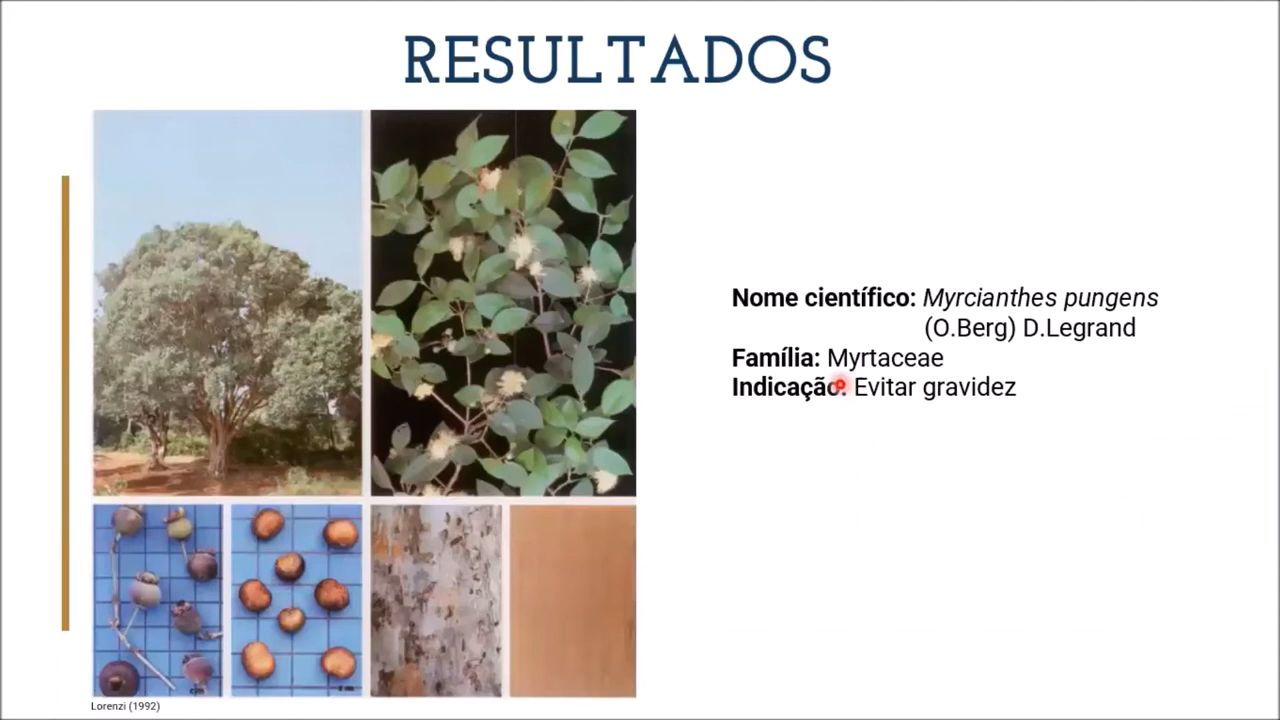 RESULTADOS
Nome científico: Myrcianthes pungens
(O.Berg) D.Legrand
Família: Myrtaceae
Indicação: Evitar gravidez
Lorenzi (1992)